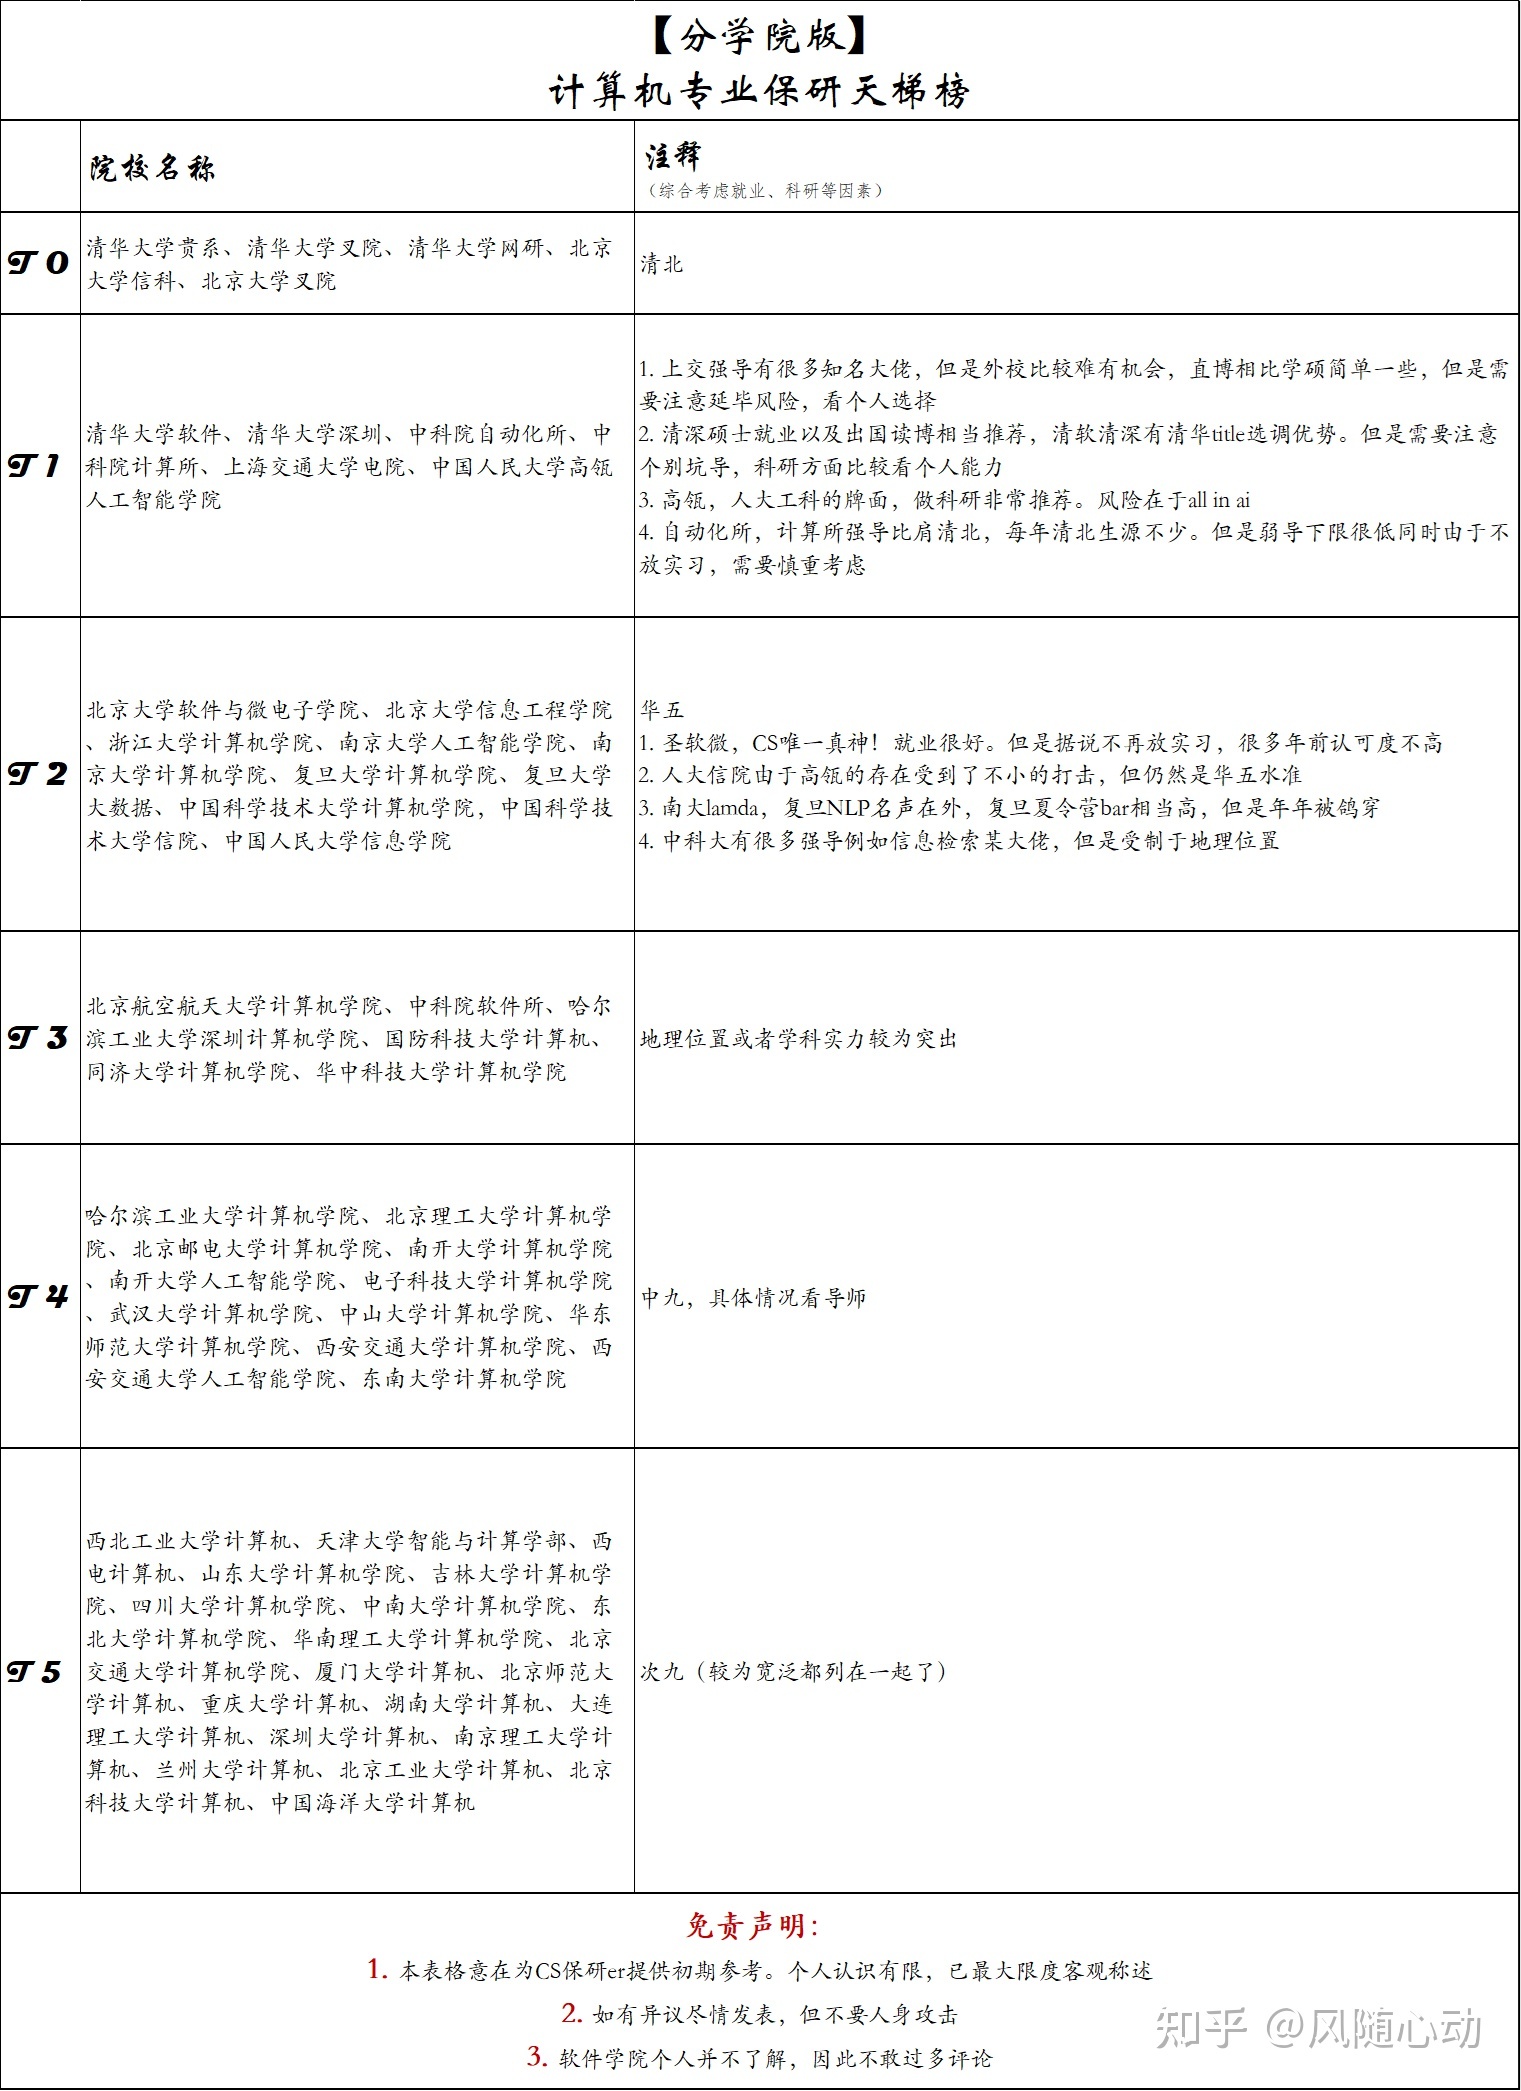 【分学院版】
计算机专业保研天梯榜
院校名称
注释
（综合考虑就业、科研等因素）
T 0
清华大学贵系、清华大学叉院、清华大学网研、北京
大学信科、北京大学叉院
清北
T 1
清华大学软件、清华大学深圳、中科院自动化所、中
科院计算所、上海交通大学电院、中国人民大学高瓴
人工智能学院
1. 上交强导有很多知名大佬，但是外校比较难有机会，直博相比学硕简单一些，但是需
要注意延毕风险，看个人选择
2. 清深硕士就业以及出国读博相当推荐，清软清深有清华title选调优势。但是需要注意
个别坑导，科研方面比较看个人能力
3. 高瓴，人大工科的牌面，做科研非常推荐。风险在于all in ai
4. 自动化所，计算所强导比肩清北，每年清北生源不少。但是弱导下限很低同时由于不
放实习，需要慎重考虑
T 2
北京大学软件与微电子学院、北京大学信息工程学院
、浙江大学计算机学院、南京大学人工智能学院、南
京大学计算机学院、复旦大学计算机学院、复旦大学
大数据、中国科学技术大学计算机学院，中国科学技
术大学信院、中国人民大学信息学院
华五
1. 圣软微，CS唯一真神！就业很好。但是据说不再放实习，很多年前认可度不高
2. 人大信院由于高瓴的存在受到了不小的打击，但仍然是华五水准
3. 南大lamda，复旦NLP名声在外，复旦夏令营bar相当高，但是年年被鸽穿
4. 中科大有很多强导例如信息检索某大佬，但是受制于地理位置
T 3
北京航空航天大学计算机学院、中科院软件所、哈尔
滨工业大学深圳计算机学院、国防科技大学计算机、
同济大学计算机学院、华中科技大学计算机学院
地理位置或者学科实力较为突出
T 4
哈尔滨工业大学计算机学院、北京理工大学计算机学
院、北京邮电大学计算机学院、南开大学计算机学院
、南开大学人工智能学院、电子科技大学计算机学院
、武汉大学计算机学院、中山大学计算机学院、华东
师范大学计算机学院、西安交通大学计算机学院、西
安交通大学人工智能学院、东南大学计算机学院
中九，具体情况看导师
T 5
西北工业大学计算机、天津大学智能与计算学部、西
电计算机、山东大学计算机学院、吉林大学计算机学
院、四川大学计算机学院、中南大学计算机学院、东
北大学计算机学院、华南理工大学计算机学院、北京
交通大学计算机学院、厦门大学计算机、北京师范大
学计算机、重庆大学计算机、湖南大学计算机、大连
理工大学计算机、深圳大学计算机、南京理工大学计
算机、兰州大学计算机、北京工业大学计算机、北京
科技大学计算机、中国海洋大学计算机
次九（较为宽泛都列在一起了）
免责声明：
1. 本表格意在为CS保研er提供初期参考。个人认识有限，已最大限度客观称述
2. 如有异议尽情发表，但不要人身攻击
3. 软件学院个人并不了解，因此不敢过多评论
知乎 @风随心动